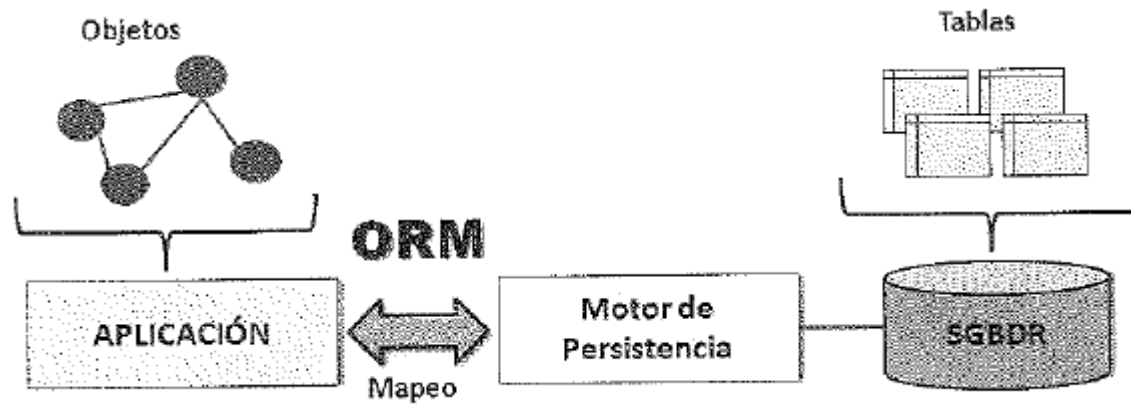 Objetos
Tablas
ORM
APLICACIÓN
Mapeo
Motor de
Persistencia
SGBDR